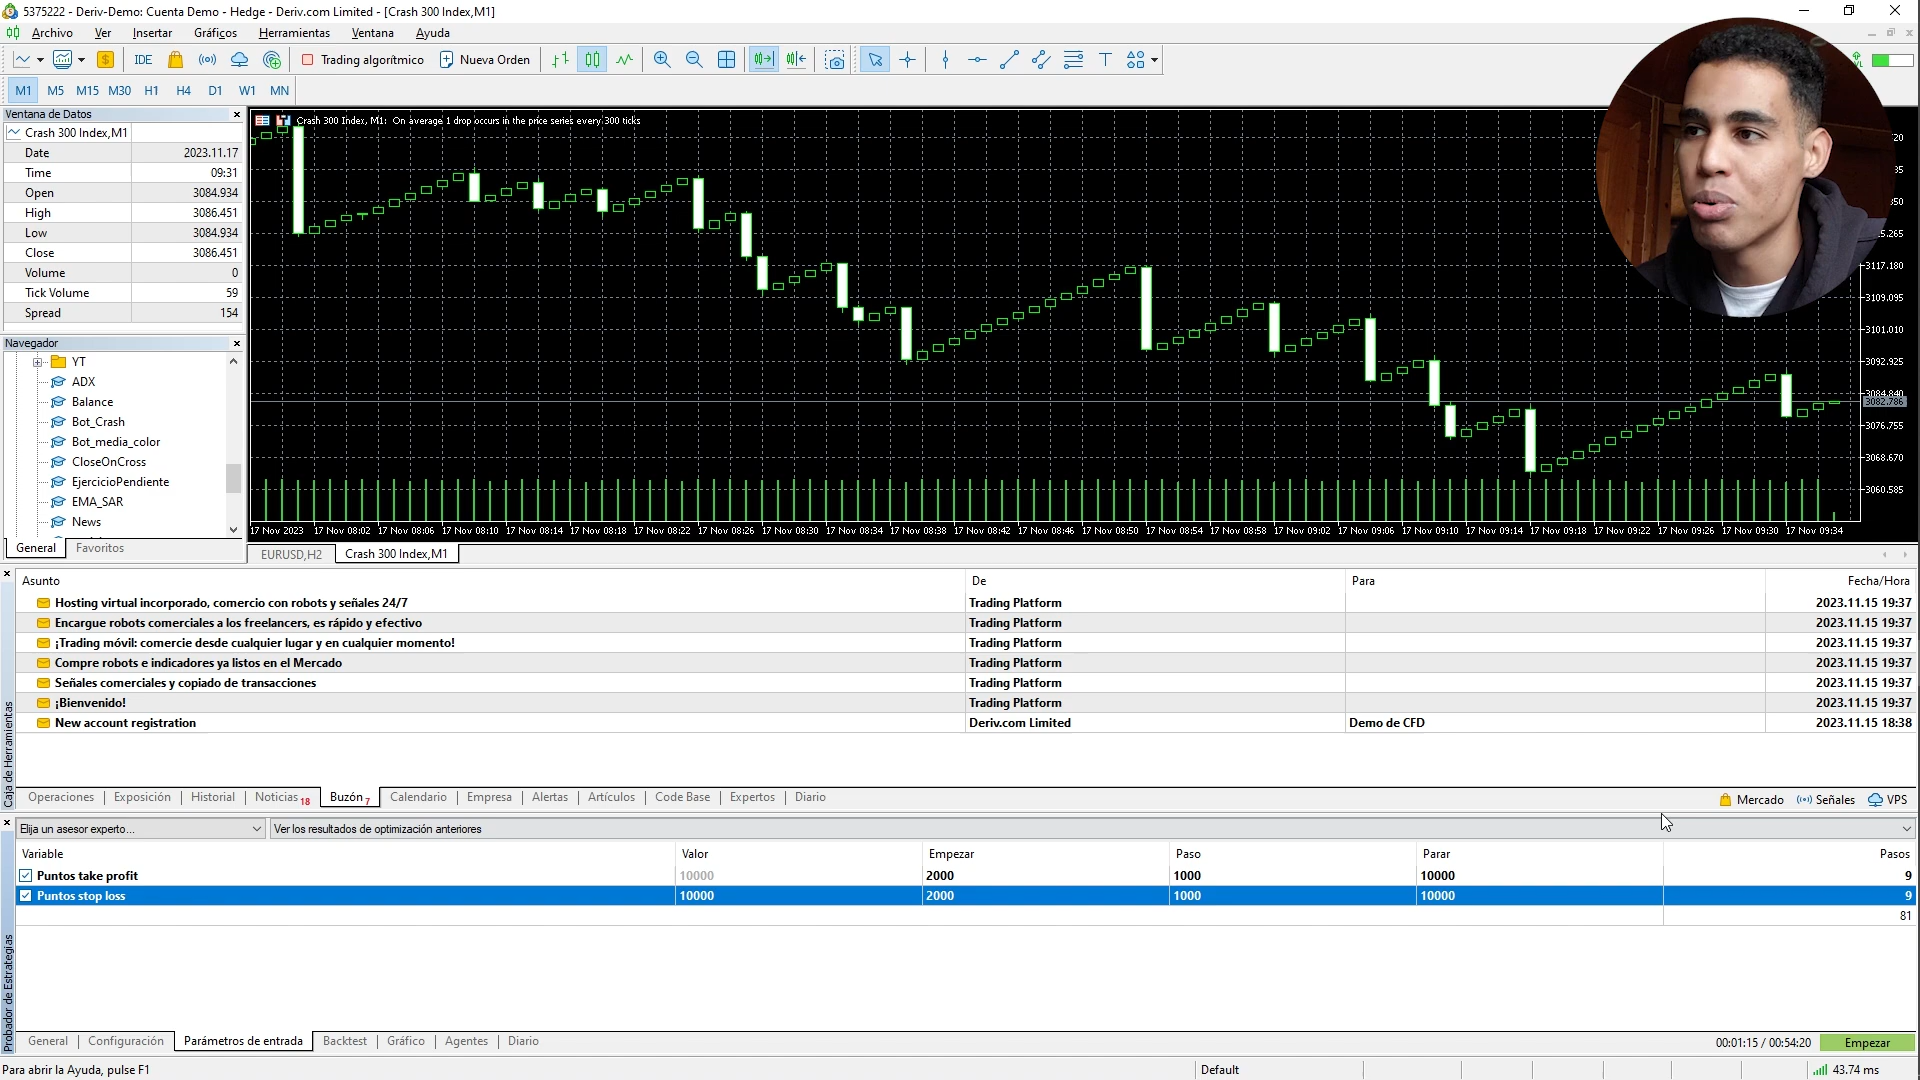 5375222 - Deriv-Demo: Cuenta Demo - Hedge - Deriv.com Limited - [Crash 300 Index,M1]
Archivo Ver Insertar Gráficos Herramientas Ventana Ayuda
IDE Trading algorítmico Nueva Orden
M1 M5 M15 M30 H1 H4 D1 W1 MN
Ventana de Datos
Crash 300 Index,M1
Date 2023.11.17
Time 09:31
Open 3084.934
High 3086.451
Low 3084.934
Close 3086.451
Volume 0
Tick Volume 59
Spread 154
Navegador
YT
ADX
Balance
Bot_Crash
Bot_media_color
CloseOnCross
EjercicioPendiente
EMA_SAR
News
General Favoritos
Crash 300 Index, M1: On average 1 drop occurs in the price series every 300 ticks
3117.180
3109.095
3101.010
3092.925
3084.840
3082.786
3076.755
3068.670
3060.585
17 Nov 2023 17 Nov 08:02 17 Nov 08:06 17 Nov 08:10 17 Nov 08:14 17 Nov 08:18 17 Nov 08:22 17 Nov 08:26 17 Nov 08:30 17 Nov 08:34 17 Nov 08:38 17 Nov 08:42 17 Nov 08:46 17 Nov 08:50 17 Nov 08:54 17 Nov 08:58 17 Nov 09:02 17 Nov 09:06 17 Nov 09:10 17 Nov 09:14 17 Nov 09:18 17 Nov 09:22 17 Nov 09:26 17 Nov 09:30 17 Nov 09:34
EURUSD,H2 Crash 300 Index,M1
Asunto De Para Fecha/Hora
Hosting virtual incorporado, comercio con robots y señales 24/7 Trading Platform 2023.11.15 19:37
Encargue robots comerciales a los freelancers, es rápido y efectivo Trading Platform 2023.11.15 19:37
¡Trading móvil: comercie desde cualquier lugar y en cualquier momento! Trading Platform 2023.11.15 19:37
Compre robots e indicadores ya listos en el Mercado Trading Platform 2023.11.15 19:37
Señales comerciales y copiado de transacciones Trading Platform 2023.11.15 19:37
¡Bienvenido! Trading Platform 2023.11.15 19:37
New account registration Deriv.com Limited Demo de CFD 2023.11.15 18:38
Caja de Herramientas
Operaciones Exposición Historial Noticias 18 Buzón 7 Calendario Empresa Alertas Artículos Code Base Expertos Diario Mercado Señales VPS
Elija un asesor experto... Ver los resultados de optimización anteriores
Variable Valor Empezar Paso Parar Pasos
Puntos take profit 10000 2000 1000 10000 9
Puntos stop loss 10000 2000 1000 10000 9
81
Probador de Estrategias
General Configuración Parámetros de entrada Backtest Gráfico Agentes Diario 00:01:15 / 00:54:20 Empezar
Para abrir la Ayuda, pulse F1 Default 43.74 ms